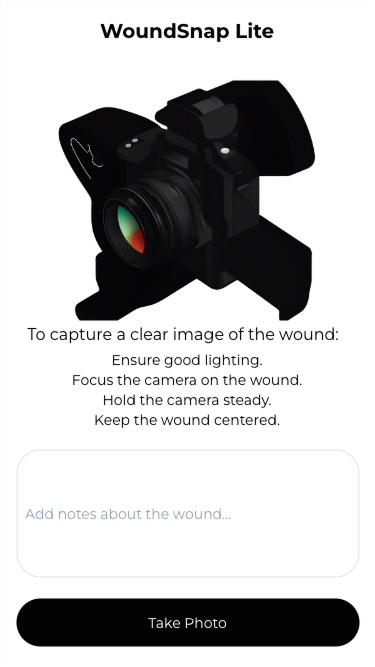 WoundSnap Lite
To capture a clear image of the wound:
Ensure good lighting.
Focus the camera on the wound.
Hold the camera steady.
Keep the wound centered.
Add notes about the wound...
Take Photo